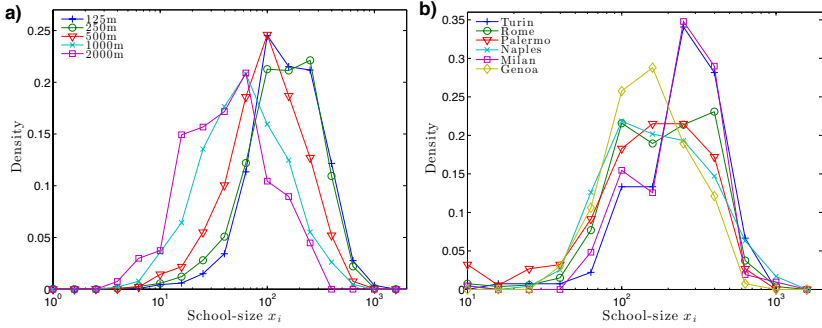 a)
125m
250m
500m
1000m
2000m
0.25
0.2
0.15
0.1
0.05
0
Density
10^0
10^1
10^2
10^3
School-size x_i
b)
Turin
Rome
Palermo
Naples
Milan
Genoa
0.35
0.3
0.25
0.2
0.15
0.1
0.05
0
Density
10^1
10^2
10^3
School-size x_i